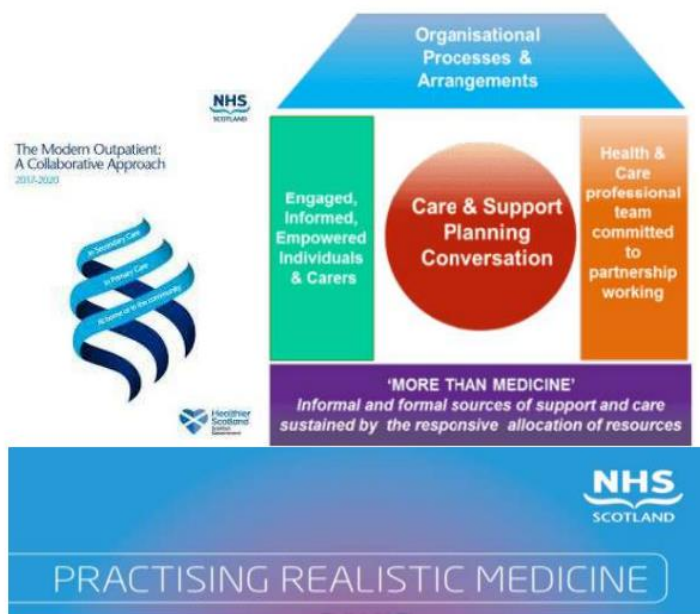 NHS
SCOTLAND
The Modern Outpatient:
A Collaborative Approach
2017-2020
In Secondary Care
In Primary Care
At home or in the community
Healthier
Scotland
Scottish
Government
Organisational
Processes &
Arrangements
Engaged,
Informed,
Empowered
Individuals
& Carers
Care & Support
Planning
Conversation
Health &
Care
professional
team
committed
to
partnership
working
'MORE THAN MEDICINE'
Informal and formal sources of support and care
sustained by the responsive allocation of resources
NHS
SCOTLAND
PRACTISING REALISTIC MEDICINE